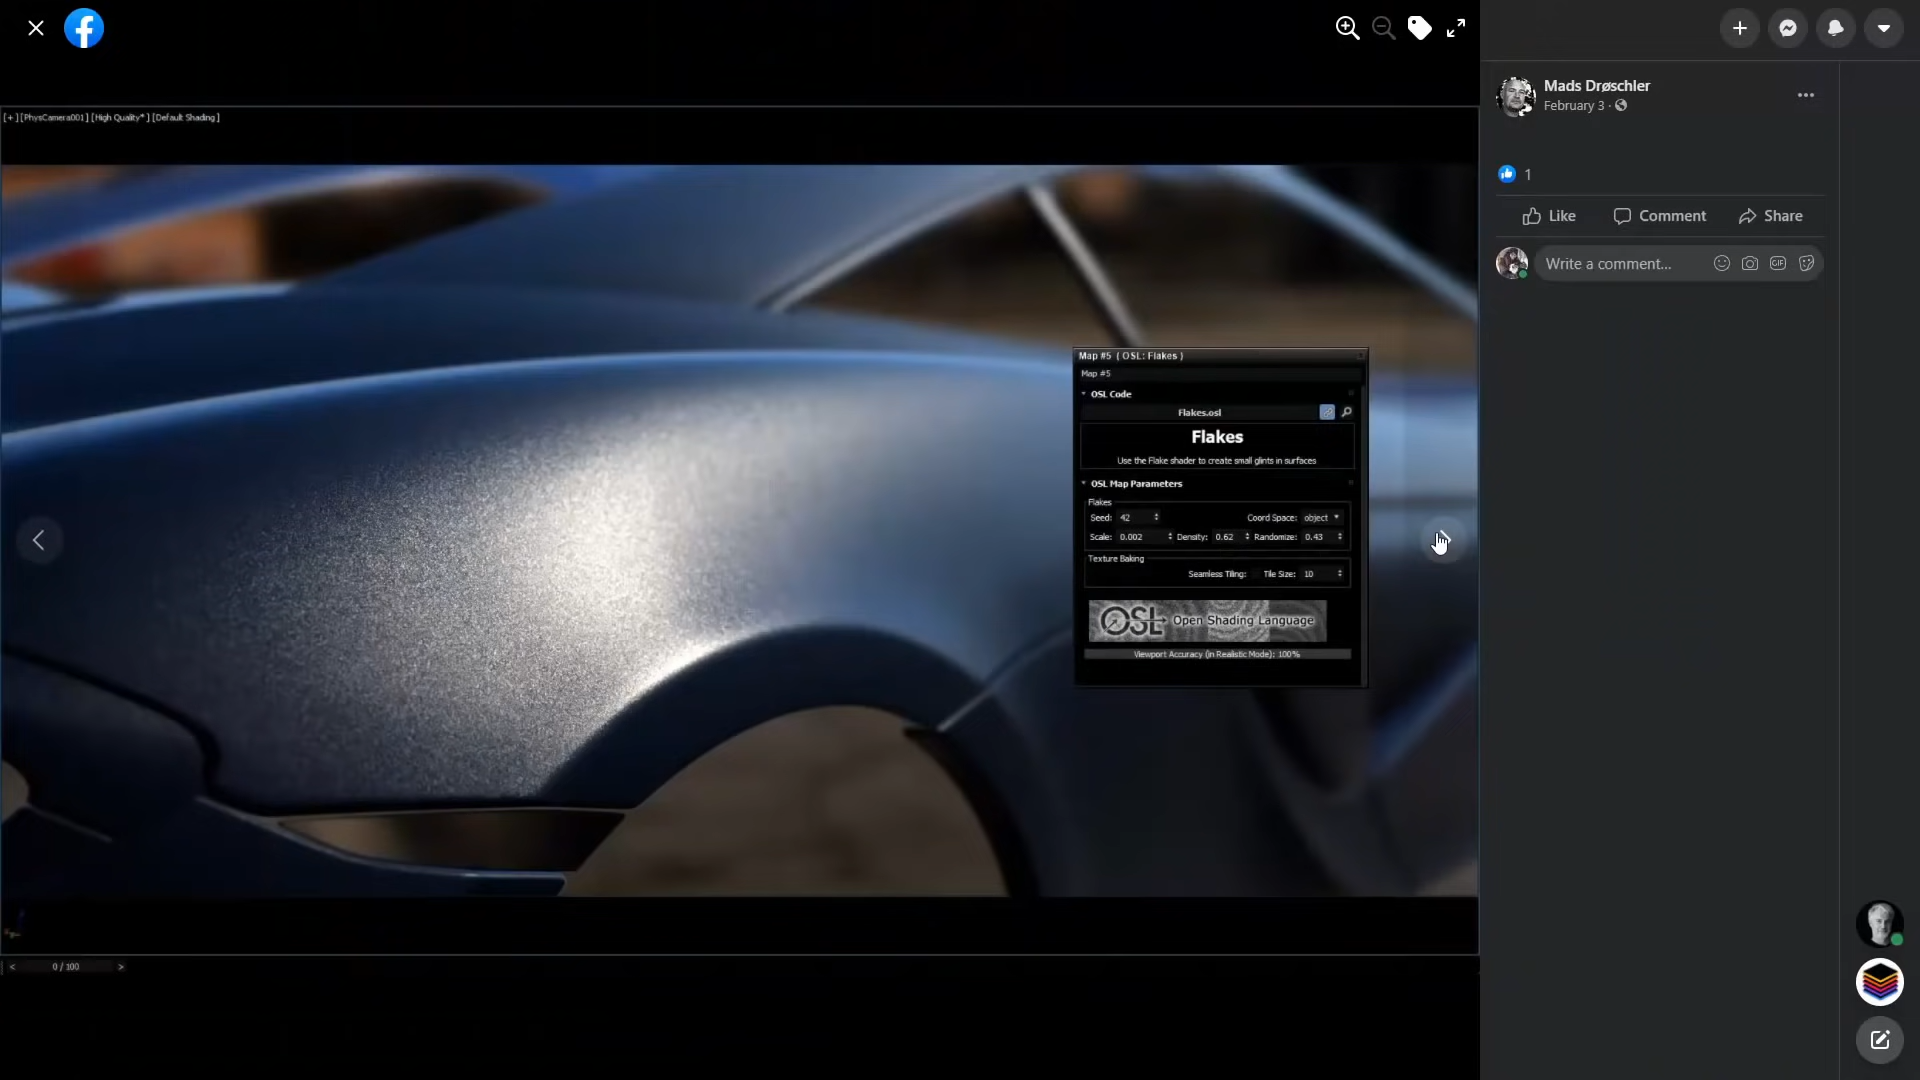 Mads Drøschler
February 3 ·
[+] [PhysCamera001] [High Quality*] [Default Shading]
1
Like Comment Share
Write a comment...
GIF
Map #5 ( OSL: Flakes )
Map #5
OSL Code
Flakes.osl
Flakes
Use the Flake shader to create small glints in surfaces
OSL Map Parameters
Flakes
Seed: 42 Coord Space: object
Scale: 0.002 Density: 0.62 Randomize: 0.43
Texture Baking
Seamless Tiling: Tile Size: 10
OSL Open Shading Language
Viewport Accuracy (in Realistic Mode): 100%
< 0 / 100 >